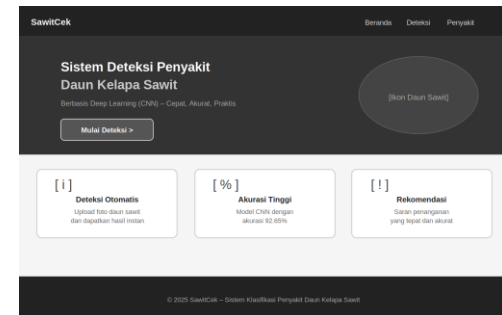 SawitCek
Beranda Deteksi Penyakit
Sistem Deteksi Penyakit
Daun Kelapa Sawit
Berbasis Deep Learning (CNN) – Cepat, Akurat, Praktis
[Ikon Daun Sawit]
Mulai Deteksi >
[ i ]
Deteksi Otomatis
Upload foto daun sawit
dan dapatkan hasil instan
[ % ]
Akurasi Tinggi
Model CNN dengan
akurasi 92.65%
[ ! ]
Rekomendasi
Saran penanganan
yang tepat dan akurat
© 2025 SawitCek – Sistem Klasifikasi Penyakit Daun Kelapa Sawit